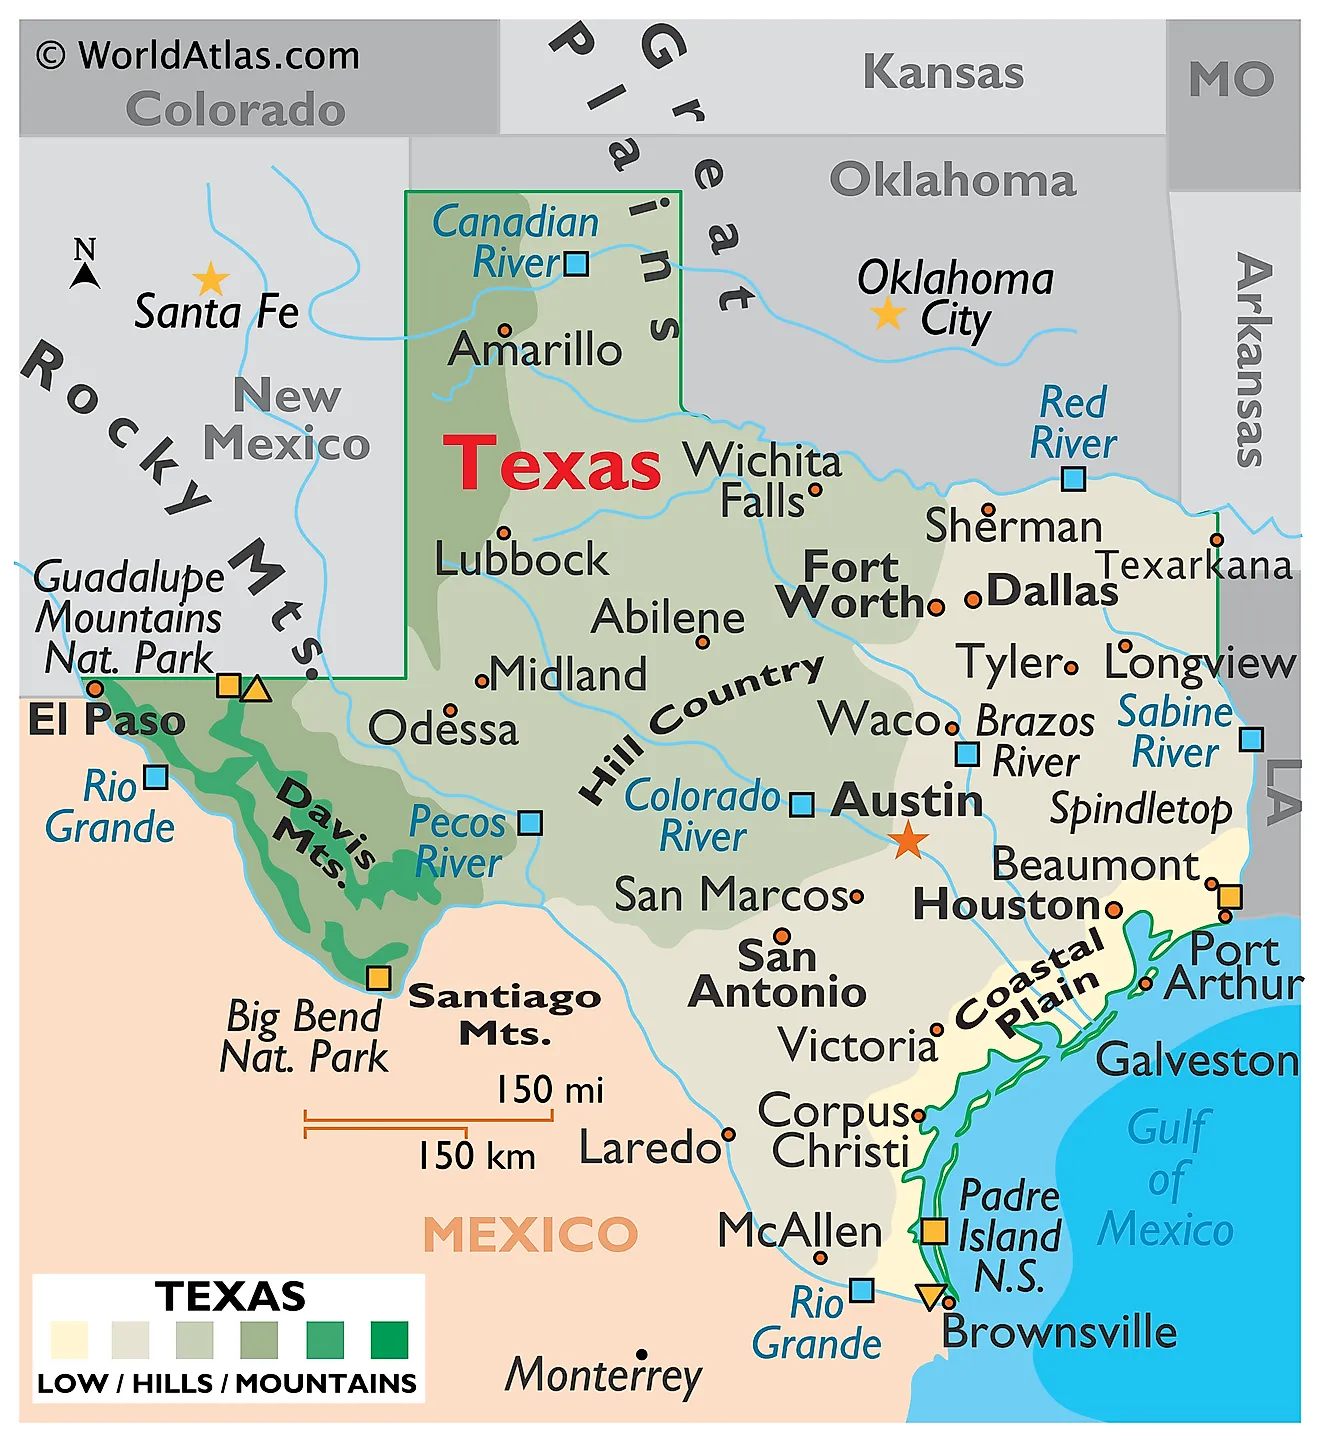 © WorldAtlas.com
Colorado
Great
Plains
Kansas
MO
Oklahoma
Canadian
River
N
Santa Fe
Oklahoma
City
Arkansas
Amarillo
Rocky Mts.
New
Mexico
Red
River
Texas
Wichita
Falls
Sherman
Lubbock
Texarkana
Guadalupe
Mountains
Nat. Park
Fort
Worth
Dallas
Abilene
Midland
Tyler
Longview
El Paso
Odessa
Hill Country
Waco
Brazos
River
Sabine
River
Rio
Grande
Davis
Mts.
Pecos
River
Colorado
River
Austin
Spindletop
LA
Beaumont
San Marcos
Houston
San
Antonio
Coastal
Plain
Port
Arthur
Big Bend
Nat. Park
Santiago
Mts.
Victoria
Galveston
150 mi
150 km
Corpus
Christi
Laredo
Gulf
of
Mexico
MEXICO
McAllen
Padre
Island
N.S.
Rio
Grande
Brownsville
Monterrey
TEXAS
LOW / HILLS / MOUNTAINS